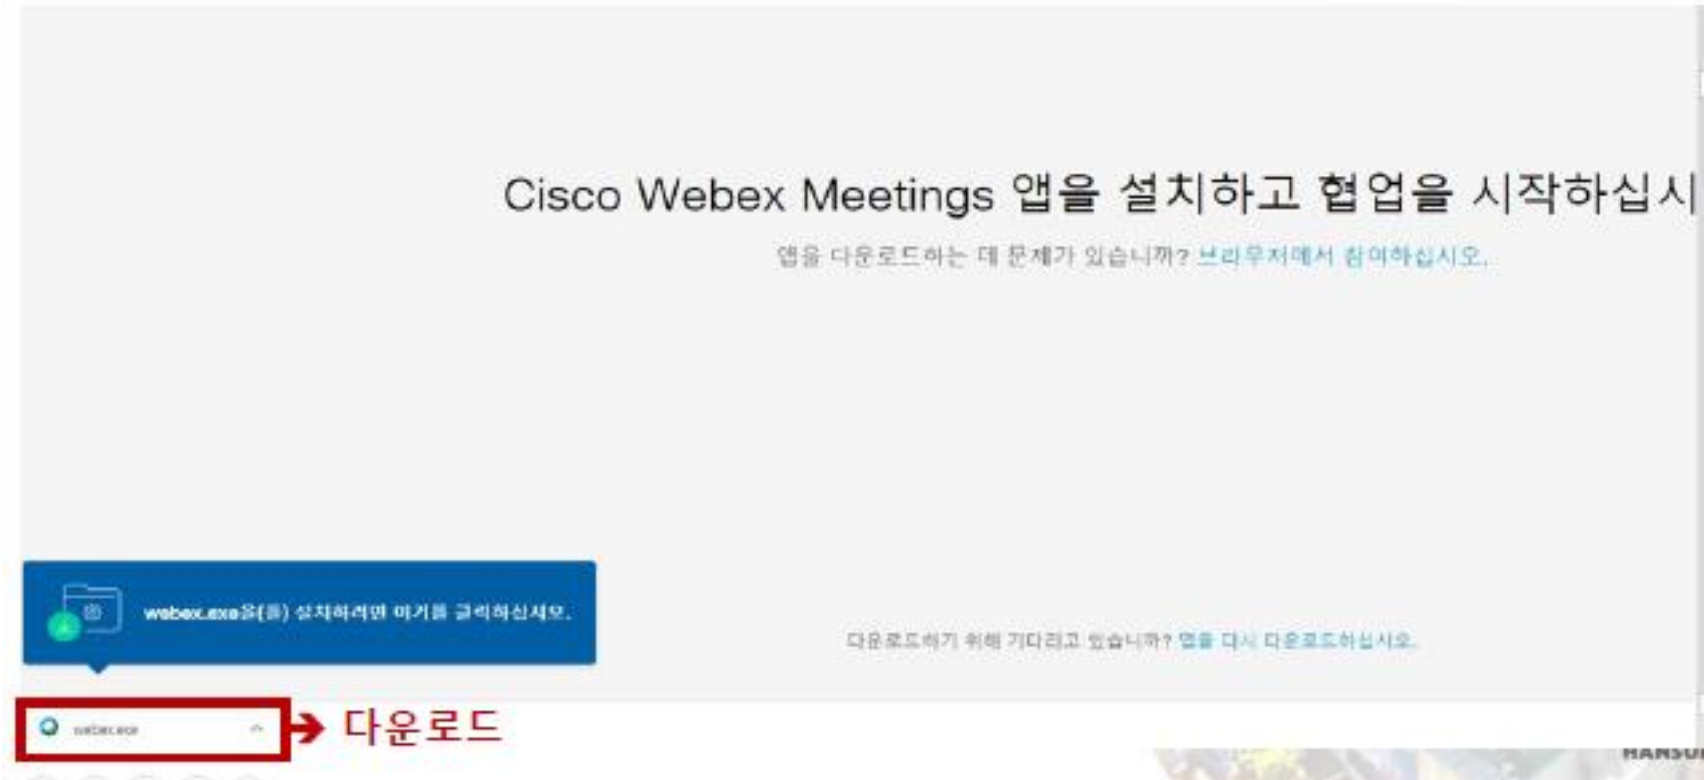 Cisco Webex Meetings 앱을 설치하고 협업을 시작하십시
앱을 다운로드하는 데 문제가 있습니까? 브라우저에서 참여하십시오.
webex.exe을(를) 설치하려면 여기를 클릭하십시오.
다운로드하기 위해 기다리고 있습니까? 앱을 다시 다운로드하십시오.
webex.exe
➔ 다운로드